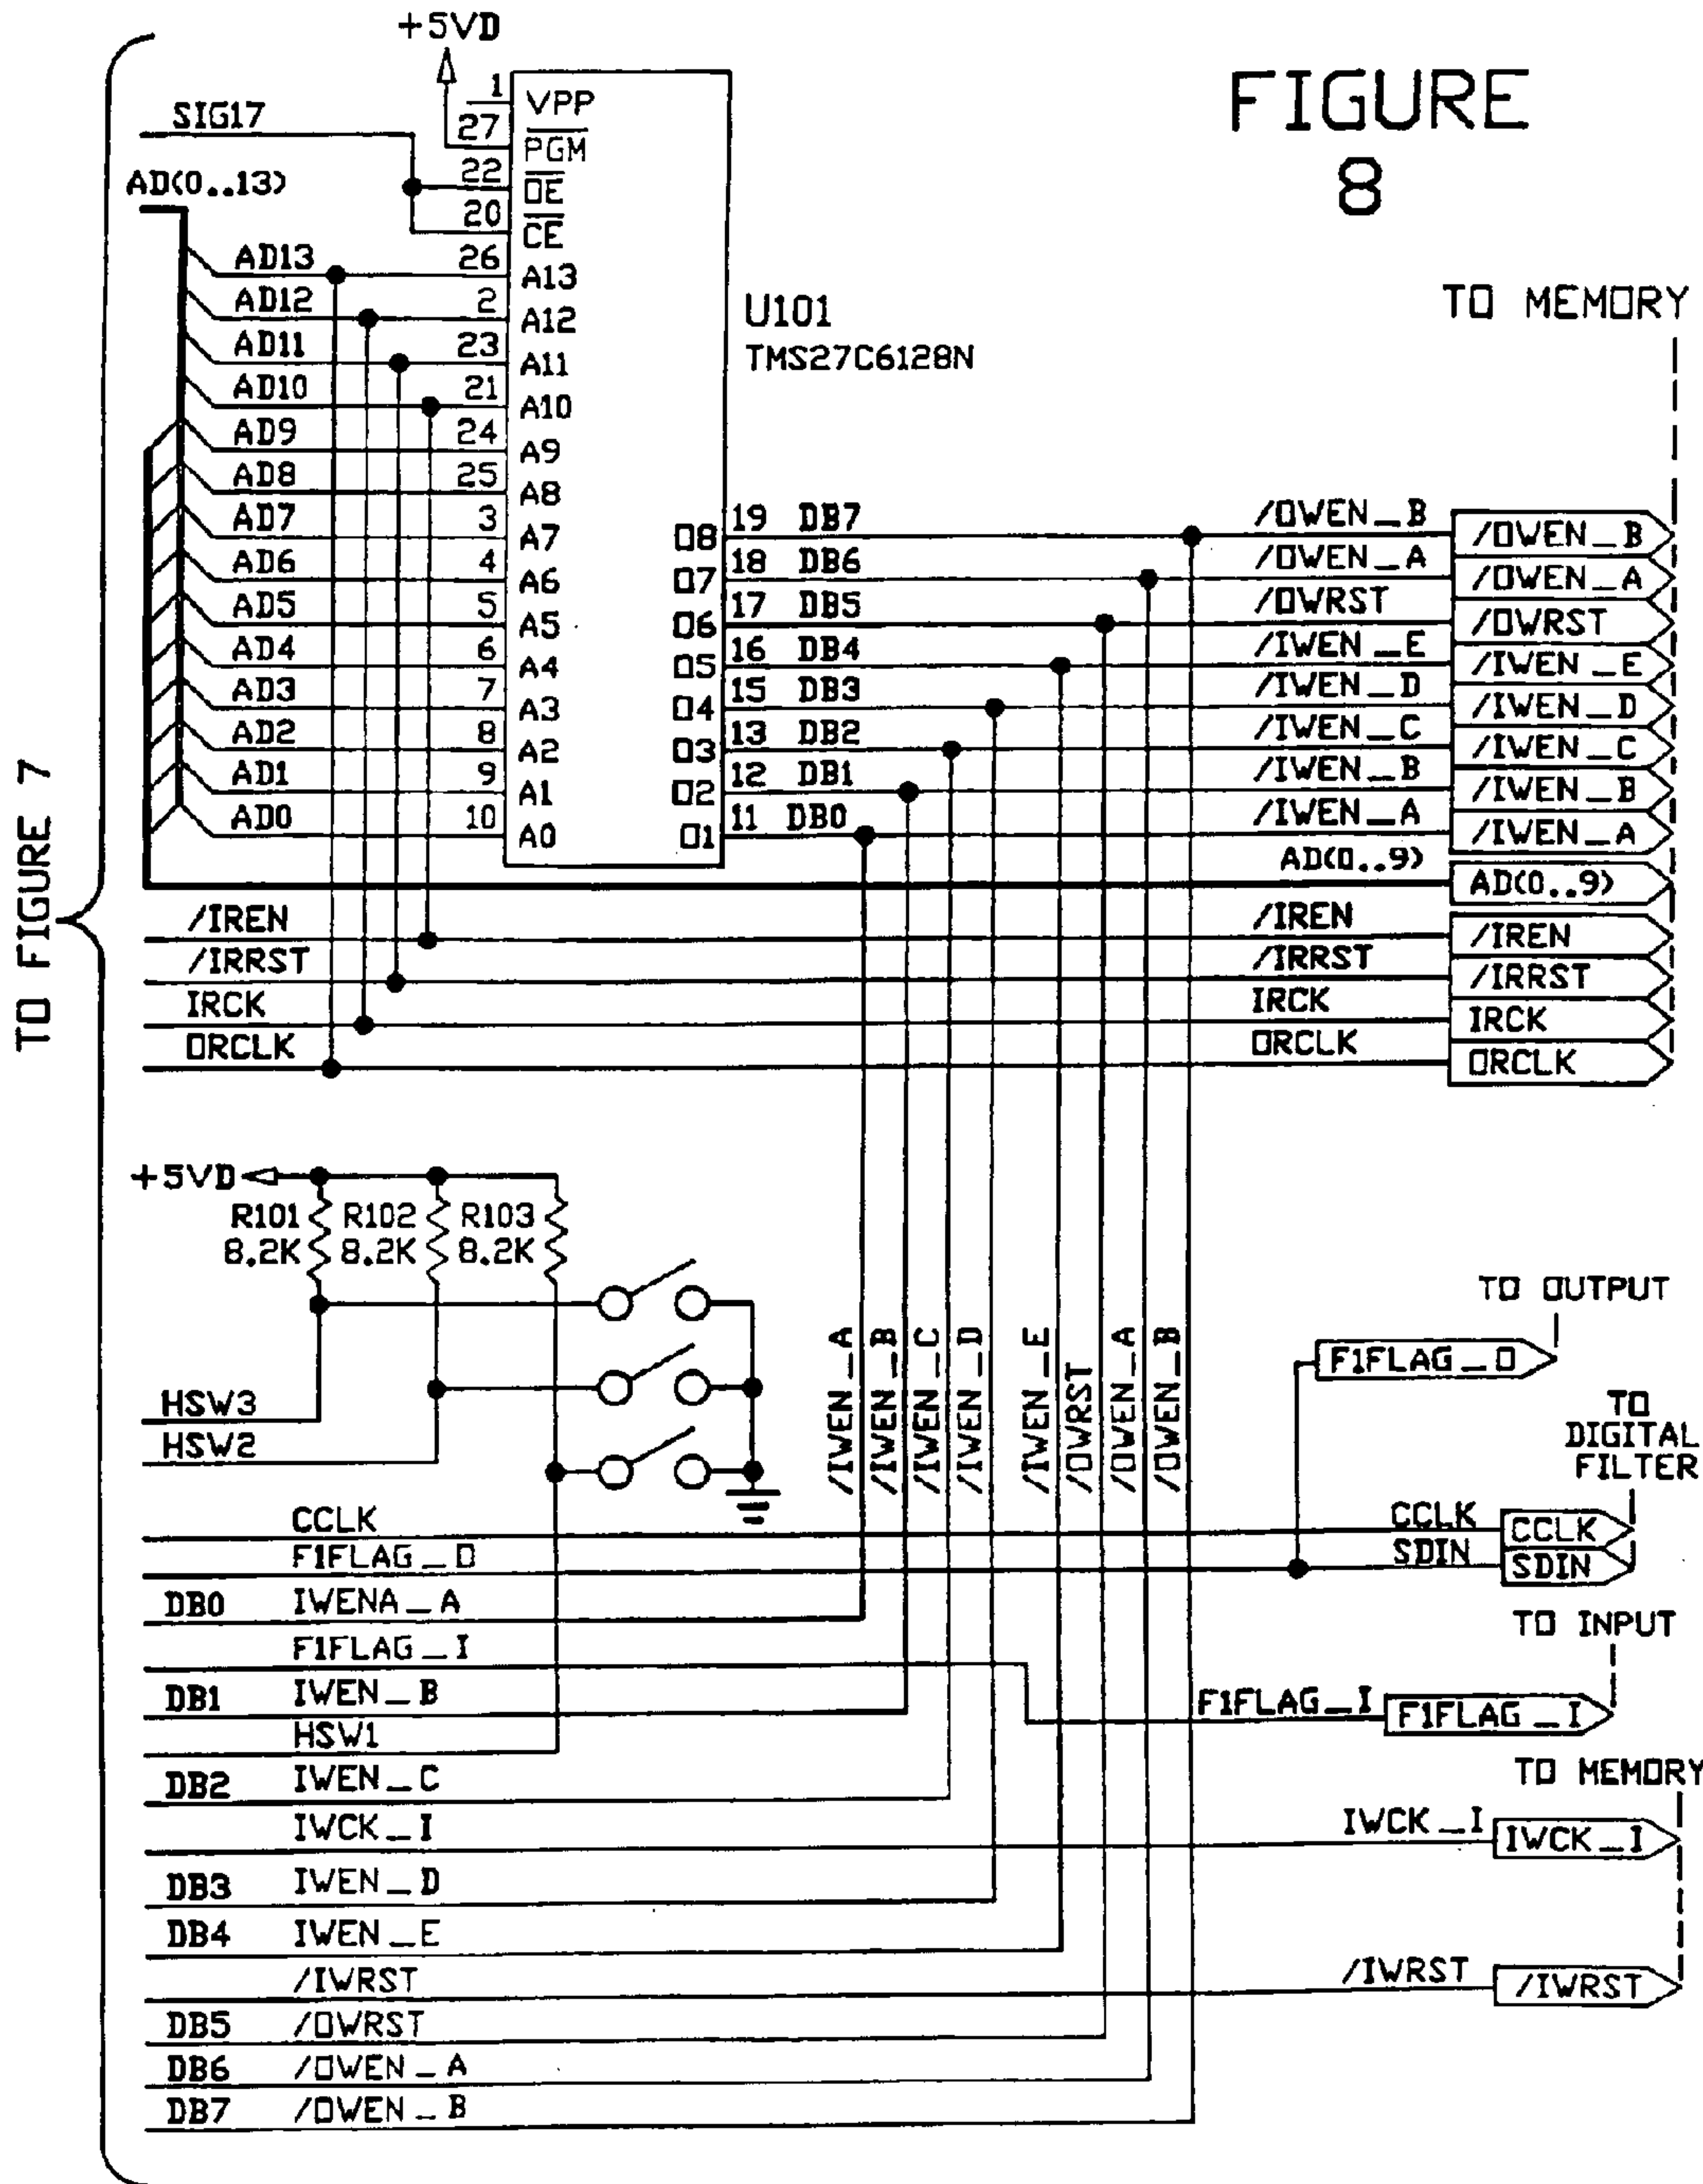 FIGURE
8
TO FIGURE 7
+5VD
SIG17
AD(0..13)
1 VPP
27 PGM
22 OE
20 CE
AD13 26 A13
AD12 2 A12
AD11 23 A11
AD10 21 A10
AD9 24 A9
AD8 25 A8
AD7 3 A7
AD6 4 A6
AD5 5 A5
AD4 6 A4
AD3 7 A3
AD2 8 A2
AD1 9 A1
AD0 10 A0
U101
TMS27C6128N
TO MEMORY
O8 19 DB7 /OWEN_B /OWEN_B
O7 18 DB6 /OWEN_A /OWEN_A
O6 17 DB5 /OWRST /OWRST
O5 16 DB4 /IWEN_E /IWEN_E
O4 15 DB3 /IWEN_D /IWEN_D
O3 13 DB2 /IWEN_C /IWEN_C
O2 12 DB1 /IWEN_B /IWEN_B
O1 11 DB0 /IWEN_A /IWEN_A
AD(0..9) AD(0..9)
/IREN /IREN /IREN
/IRRST /IRRST /IRRST
IRCK IRCK IRCK
ORCLK ORCLK ORCLK
+5VD
R101 R102 R103
8.2K 8.2K 8.2K
HSW3
HSW2
/IWEN_A
/IWEN_B
/IWEN_C
/IWEN_D
/IWEN_E
/OWRST
/OWEN_A
/OWEN_B
TO OUTPUT
F1FLAG_O
TO
DIGITAL
FILTER
CCLK CCLK CCLK
F1FLAG_O SDIN SDIN
DB0 IWENA_A
TO INPUT
F1FLAG_I F1FLAG_I F1FLAG_I
DB1 IWEN_B
HSW1
DB2 IWEN_C
TO MEMORY
IWCK_I IWCK_I IWCK_I
DB3 IWEN_D
DB4 IWEN_E
/IWRST /IWRST /IWRST
DB5 /OWRST
DB6 /OWEN_A
DB7 /OWEN_B